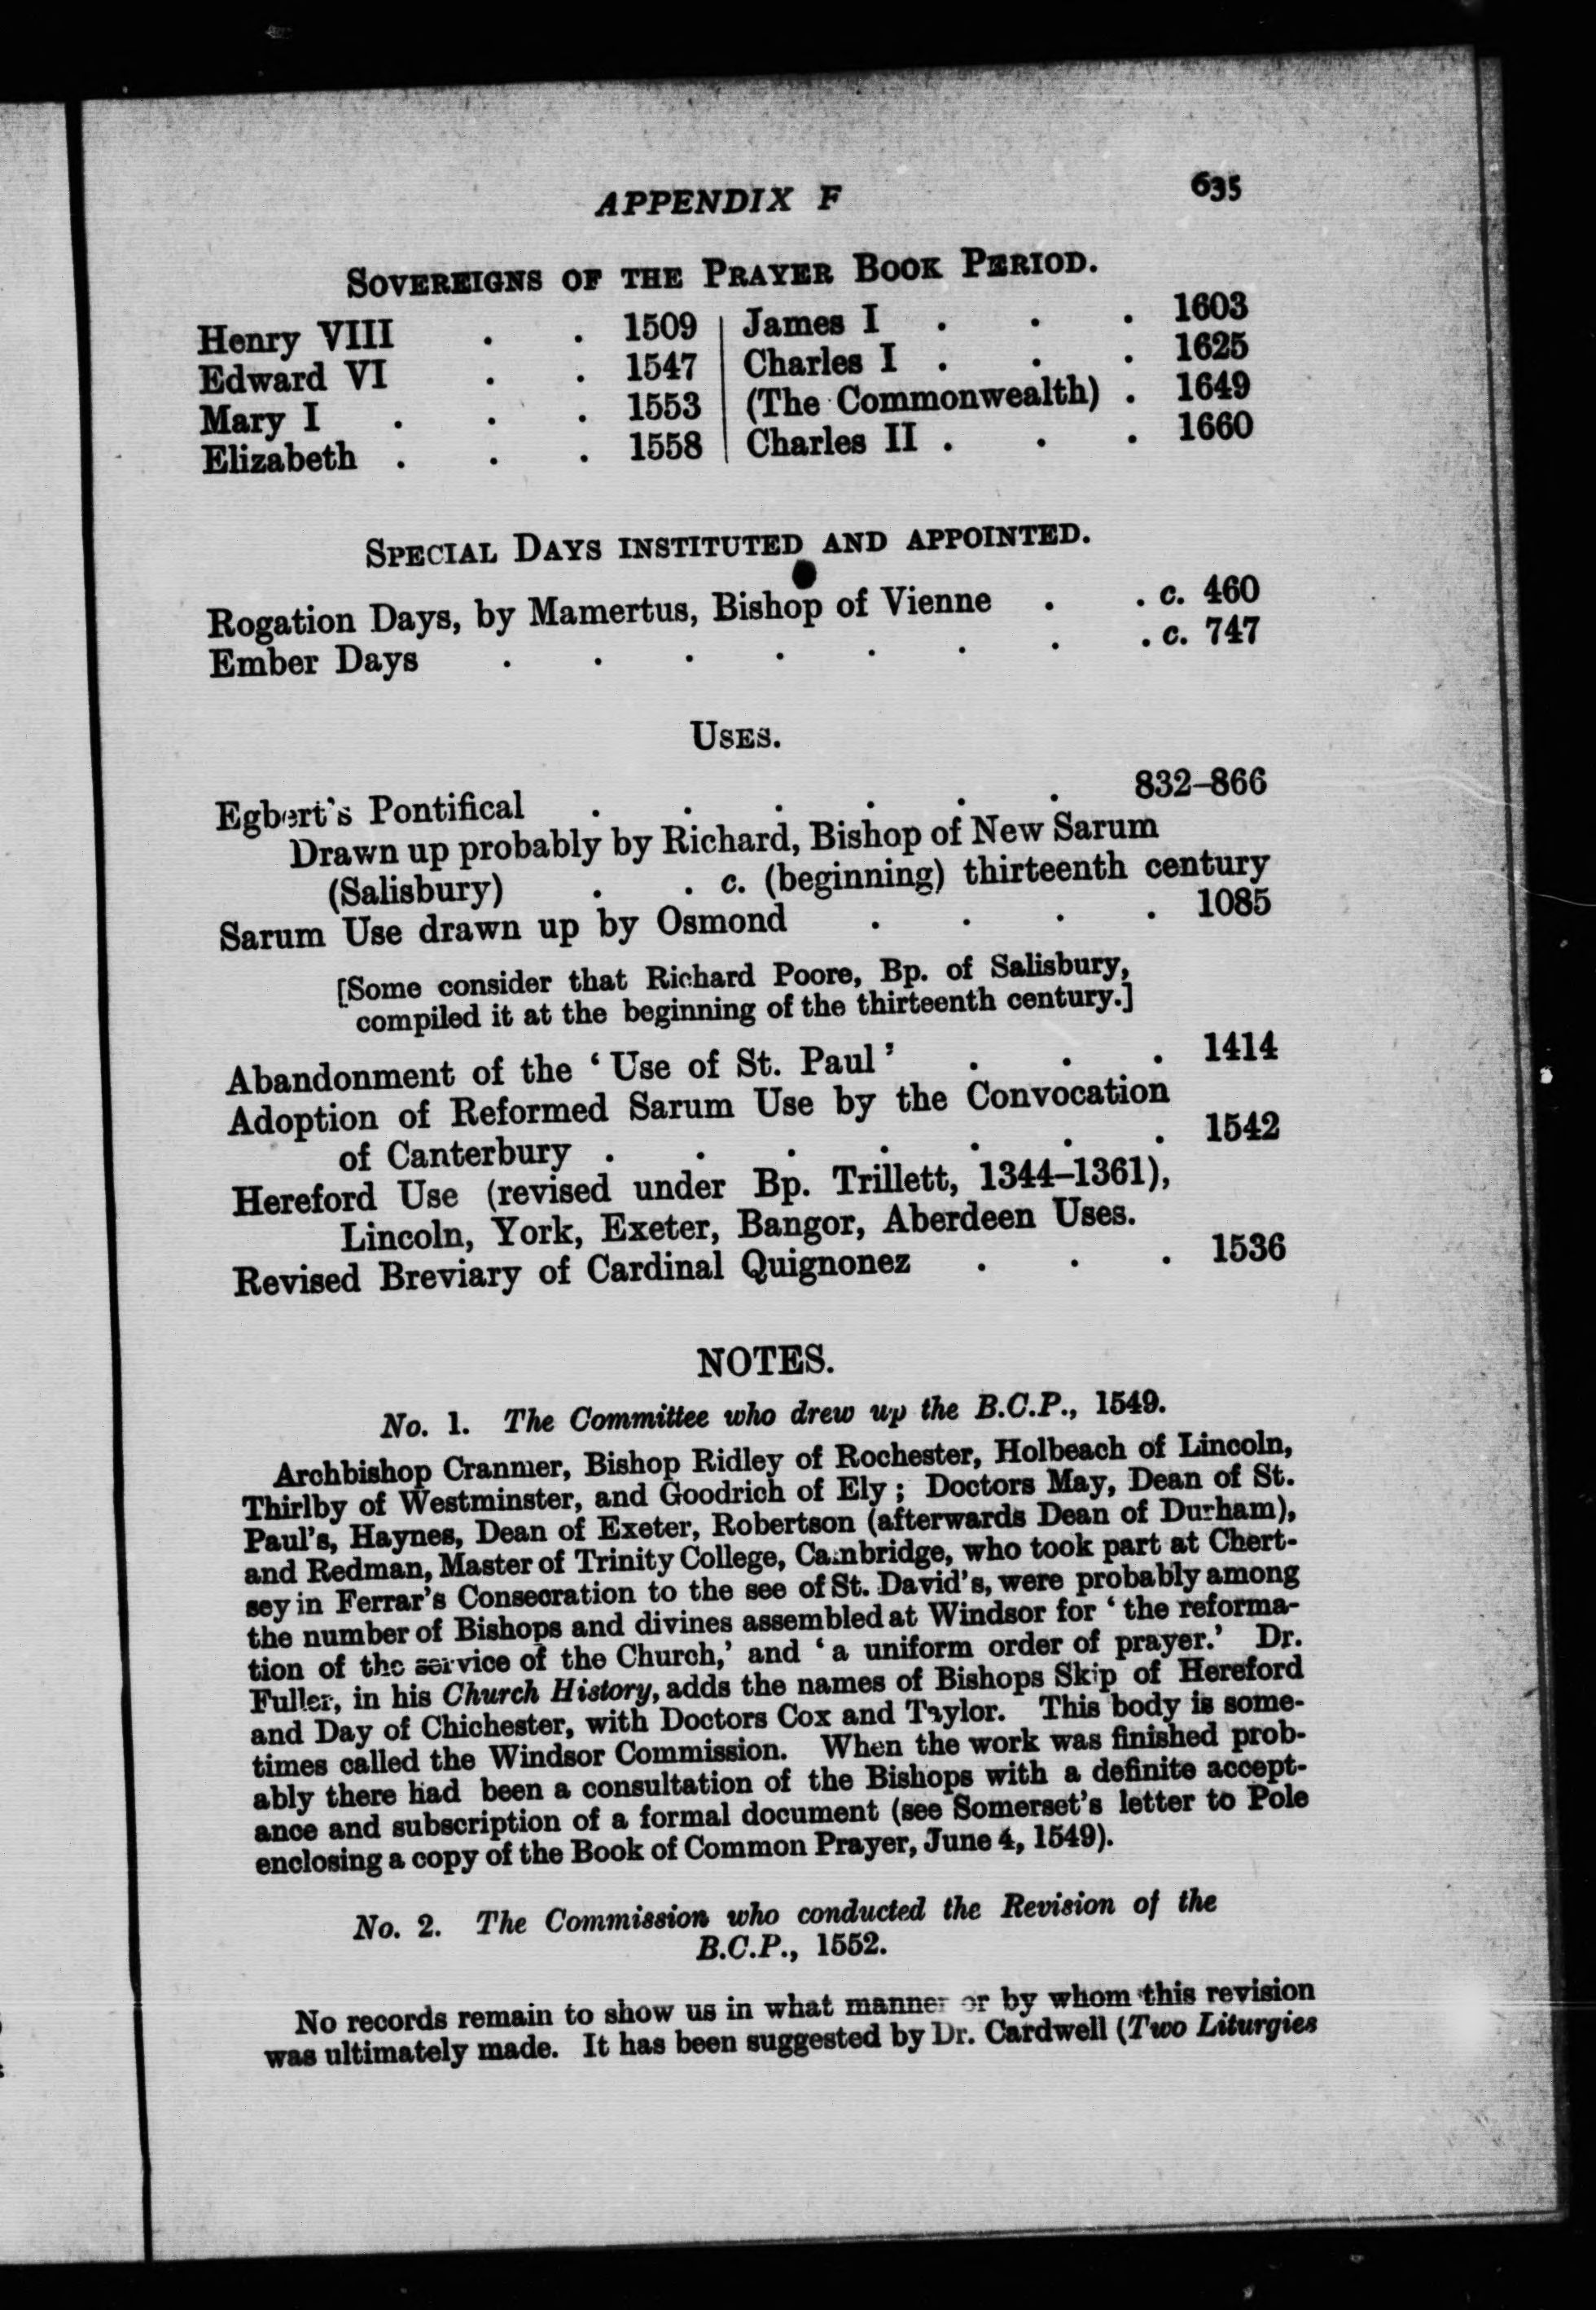 APPENDIX F 635
SOVEREIGNS OF THE PRAYER BOOK PERIOD.
Henry VIII . . 1509 | James I . . . 1603
Edward VI . . 1547 | Charles I . . . 1625
Mary I . . . 1553 | (The Commonwealth) . 1649
Elizabeth . . . 1558 | Charles II . . . 1660
SPECIAL DAYS INSTITUTED AND APPOINTED.
Rogation Days, by Mamertus, Bishop of Vienne . . c. 460
Ember Days . . . . . . . . c. 747
USES.
Egbert's Pontifical . . . . . . 832–866
Drawn up probably by Richard, Bishop of New Sarum
(Salisbury) . . c. (beginning) thirteenth century
Sarum Use drawn up by Osmond . . . . 1085
[Some consider that Richard Poore, Bp. of Salisbury,
compiled it at the beginning of the thirteenth century.]
Abandonment of the ‘Use of St. Paul’ . . . 1414
Adoption of Reformed Sarum Use by the Convocation
of Canterbury . . . . . . . 1542
Hereford Use (revised under Bp. Trillett, 1344–1361),
Lincoln, York, Exeter, Bangor, Aberdeen Uses.
Revised Breviary of Cardinal Quignonez . . . 1536
NOTES.
No. 1. The Committee who drew up the B.C.P., 1549.
Archbishop Cranmer, Bishop Ridley of Rochester, Holbeach of Lincoln,
Thirlby of Westminster, and Goodrich of Ely; Doctors May, Dean of St.
Paul's, Haynes, Dean of Exeter, Robertson (afterwards Dean of Durham),
and Redman, Master of Trinity College, Cambridge, who took part at Chert-
sey in Ferrar's Consecration to the see of St. David's, were probably among
the number of Bishops and divines assembled at Windsor for ‘the reforma-
tion of the service of the Church,’ and ‘a uniform order of prayer.’ Dr.
Fuller, in his Church History, adds the names of Bishops Skip of Hereford
and Day of Chichester, with Doctors Cox and Taylor. This body is some-
times called the Windsor Commission. When the work was finished prob-
ably there had been a consultation of the Bishops with a definite accept-
ance and subscription of a formal document (see Somerset's letter to Pole
enclosing a copy of the Book of Common Prayer, June 4, 1549).
No. 2. The Commission who conducted the Revision of the
B.C.P., 1552.
No records remain to show us in what manner or by whom this revision
was ultimately made. It has been suggested by Dr. Cardwell (Two Liturgies